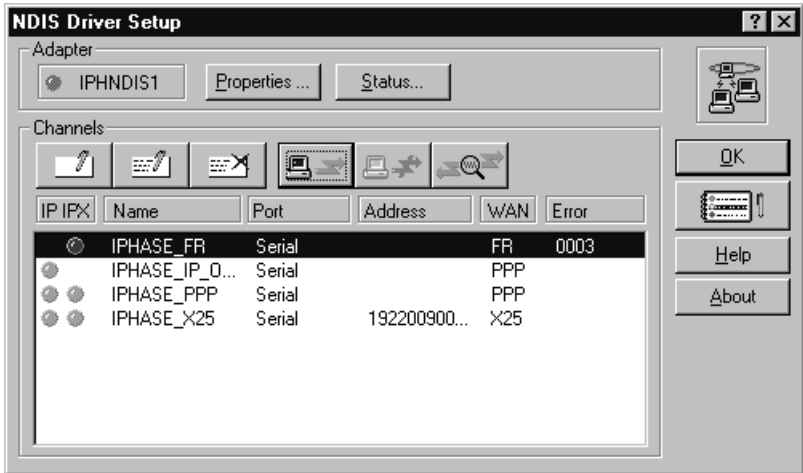 NDIS Driver Setup
Adapter
IPHNDIS1 Properties ... Status...
Channels
IP IPX Name Port Address WAN Error
IPHASE_FR Serial FR 0003
IPHASE_IP_O... Serial PPP
IPHASE_PPP Serial PPP
IPHASE_X25 Serial 192200900... X25
OK
Help
About